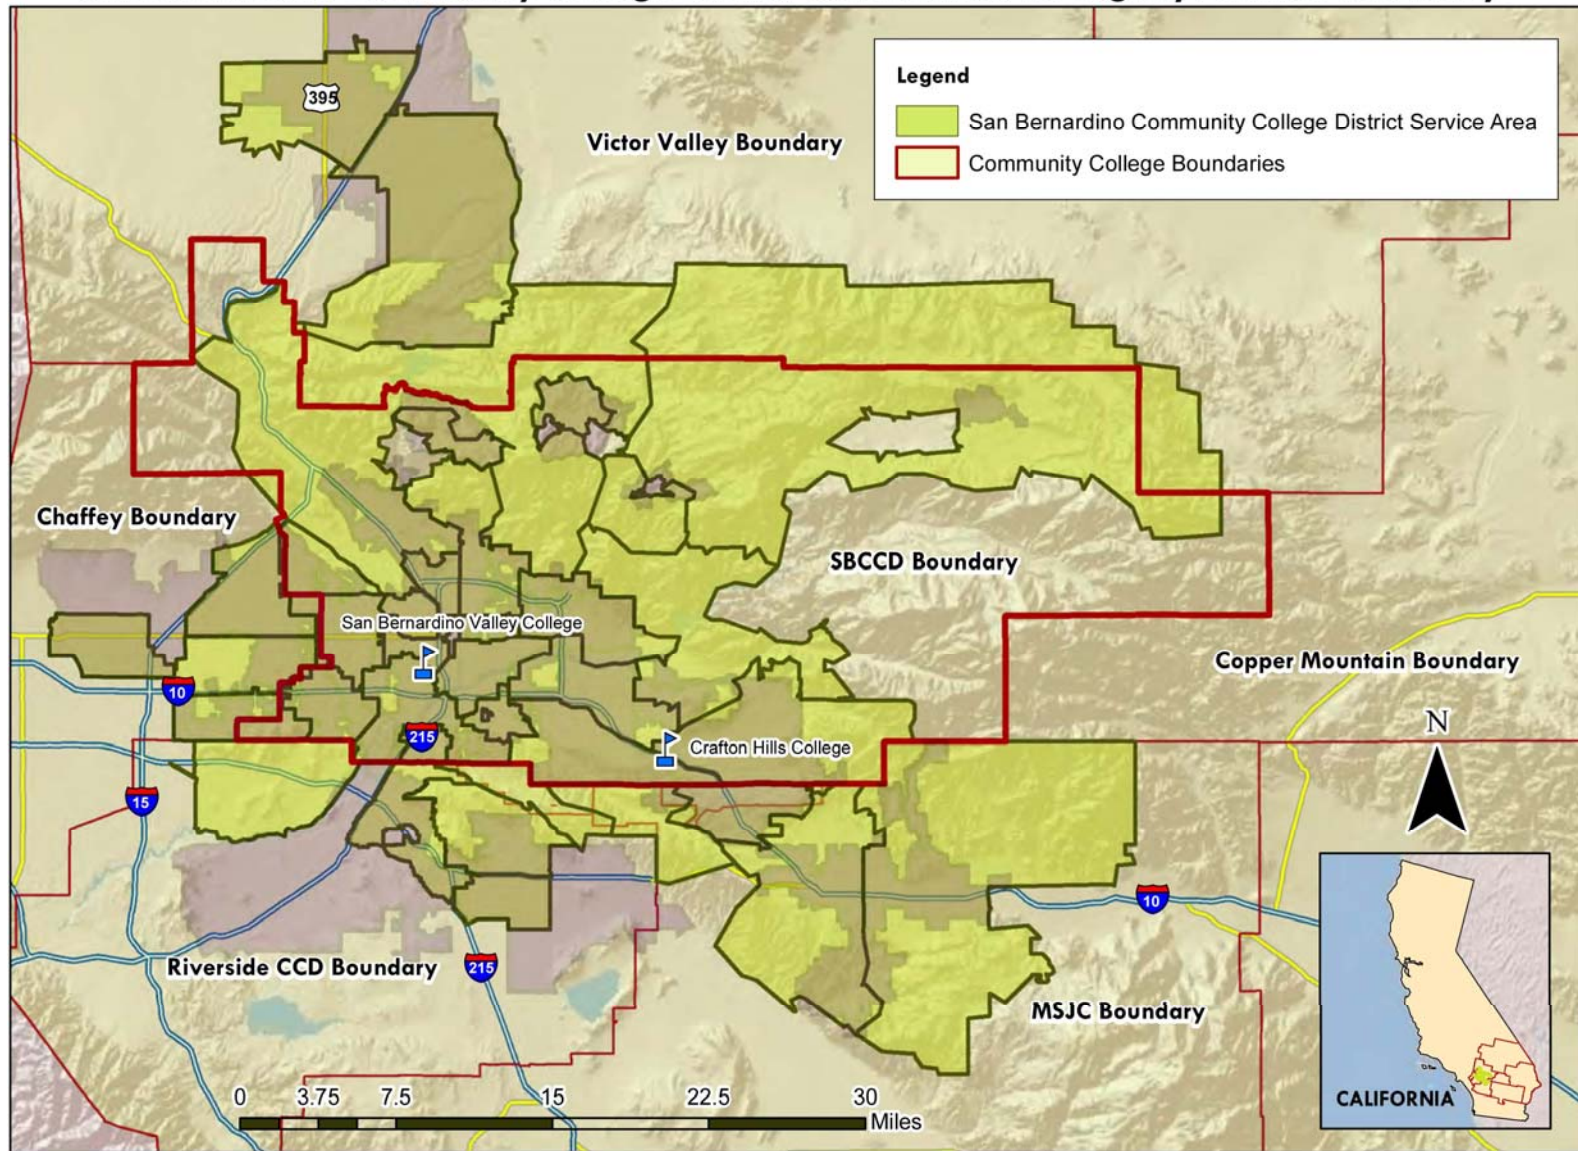 395
Victor Valley Boundary
Legend
San Bernardino Community College District Service Area
Community College Boundaries
Chaffey Boundary
SBCCD Boundary
San Bernardino Valley College
Copper Mountain Boundary
10
215
Crafton Hills College
N
15
10
Riverside CCD Boundary
215
MSJC Boundary
0 3.75 7.5 15 22.5 30
Miles
CALIFORNIA